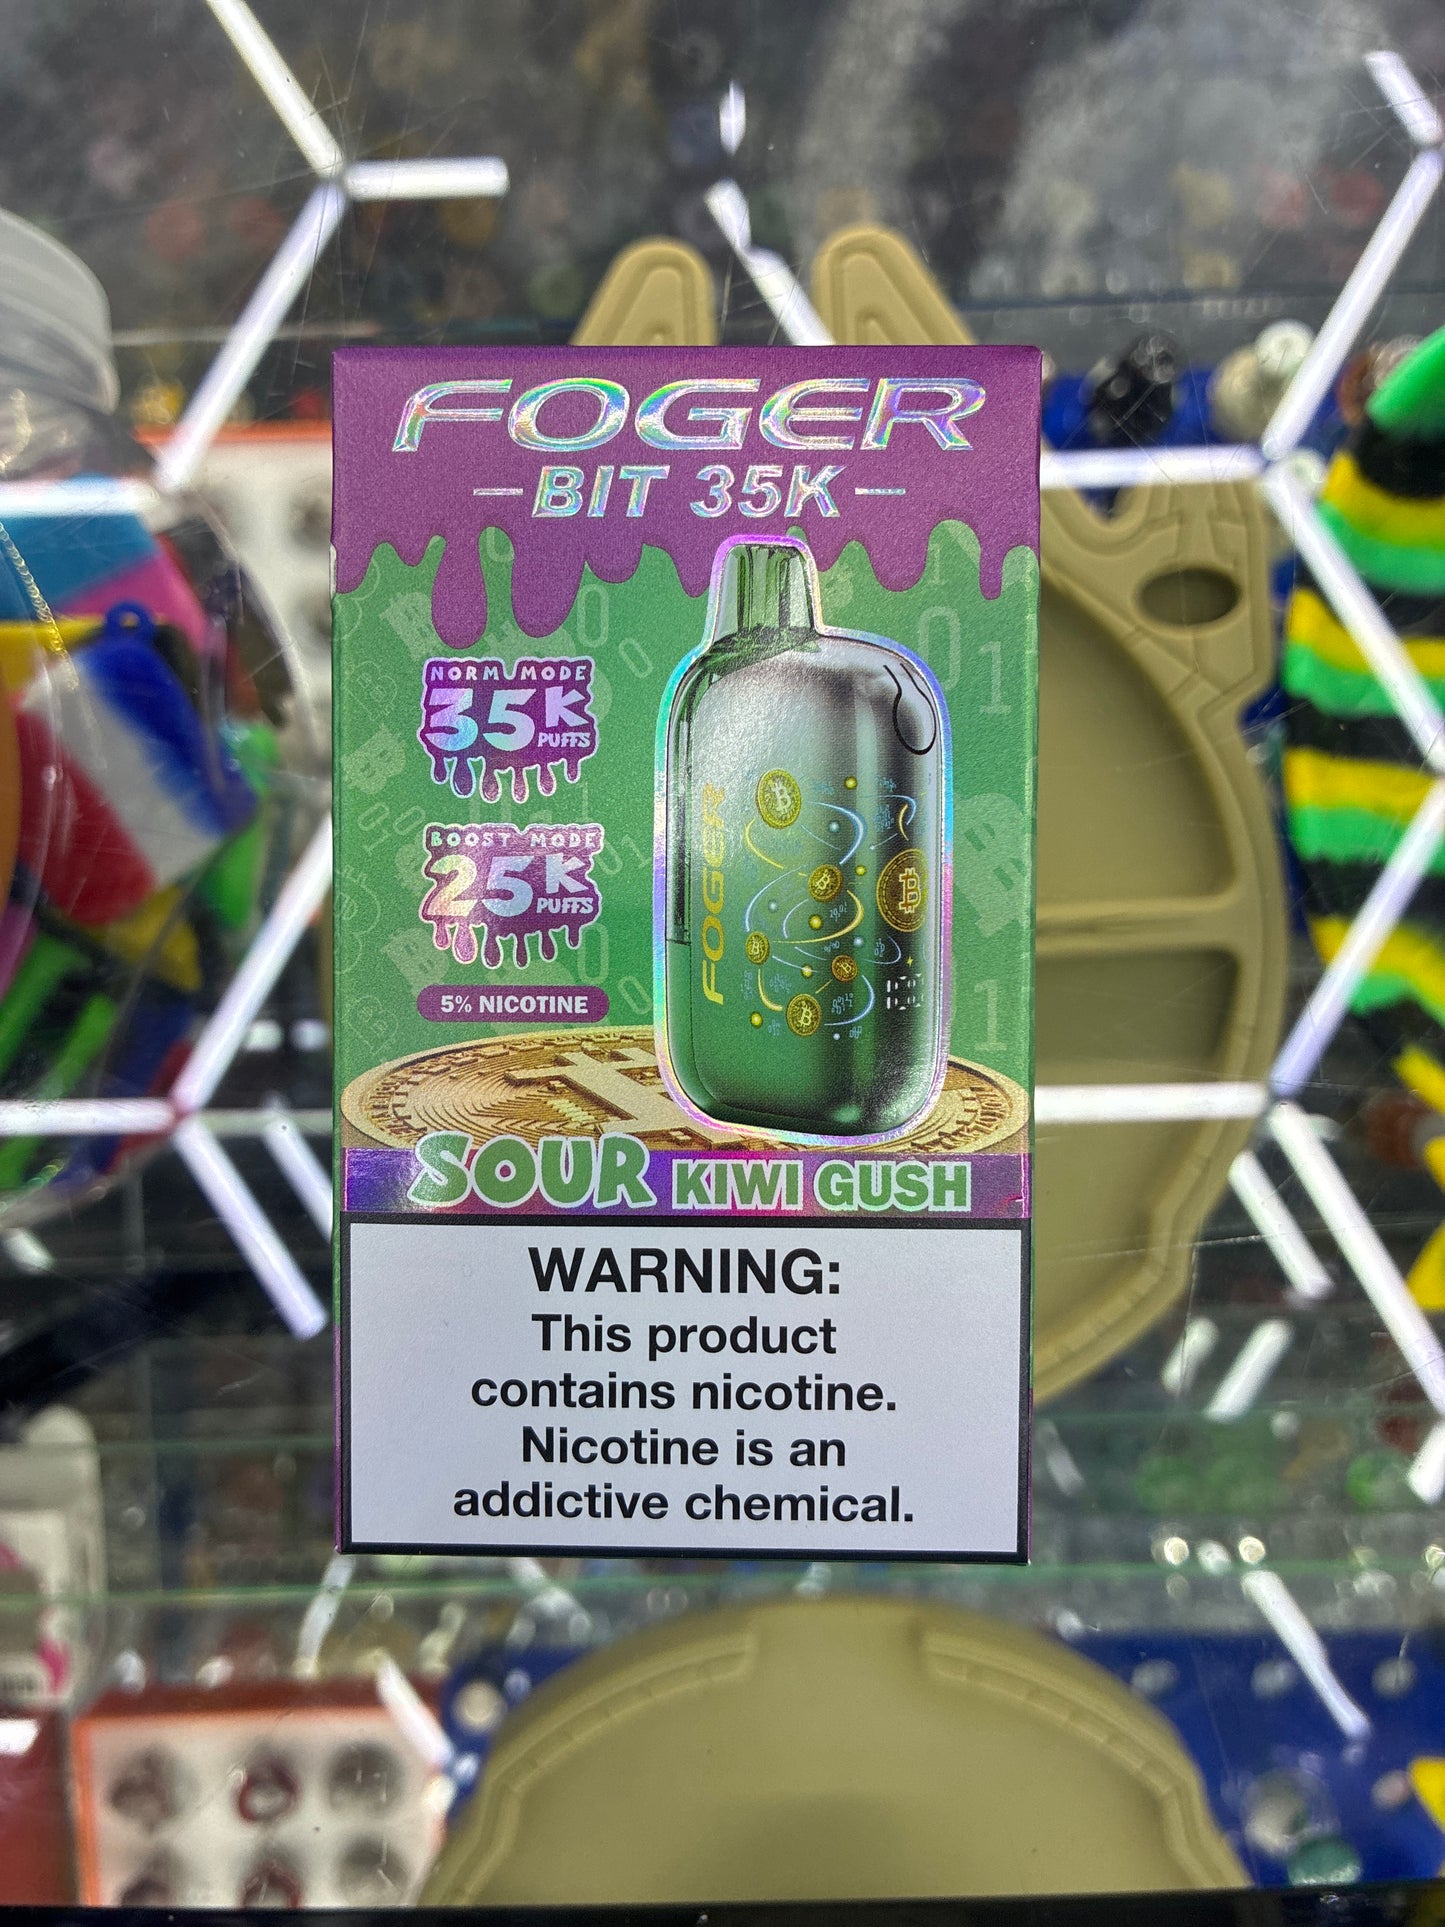 FOGER
BIT 35K
NORM MODE
35K
PUFFS
BOOST MODE
25K
PUFFS
5% NICOTINE
FOGER
SOUR KIWI GUSH
WARNING:
This product
contains nicotine.
Nicotine is an
addictive chemical.